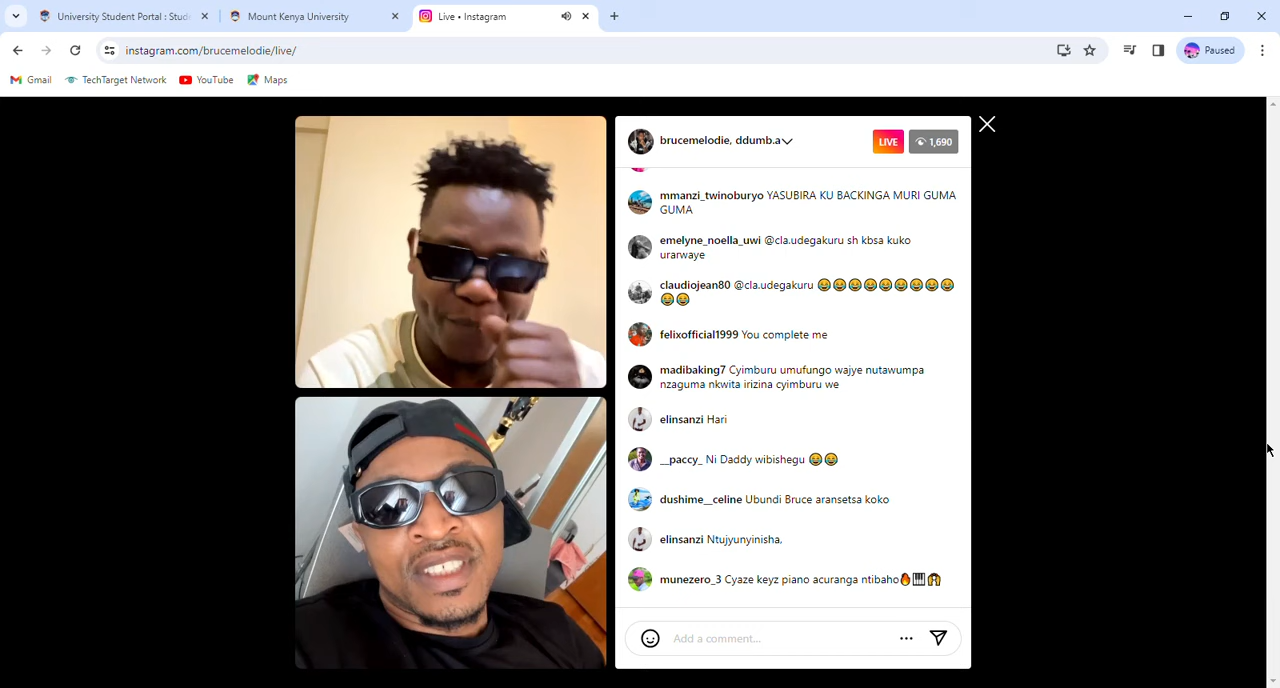 University Student Portal : Stude
Mount Kenya University
Live • Instagram
instagram.com/brucemelodie/live/
Paused
Gmail
TechTarget Network
YouTube
Maps
brucemelodie, ddumb.a
LIVE
1,690
mmanzi_twinoburyo YASUBIRA KU BACKINGA MURI GUMA
GUMA
emelyne_noella_uwi @cla.udegakuru sh kbsa kuko
urarwaye
claudiojean80 @cla.udegakuru 😂😂😂😂😂😂😂😂😂
😂😂
felixofficial1999 You complete me
madibaking7 Cyimburu umufungo wajye nutawumpa
nzaguma nkwita irizina cyimburu we
elinsanzi Hari
__paccy_ Ni Daddy wibishegu 😂😂
dushime__celine Ubundi Bruce aransetsa koko
elinsanzi Ntujyunyinisha,
munezero_3 Cyaze keyz piano acuranga ntibaho🔥🎹🙆
Add a comment...